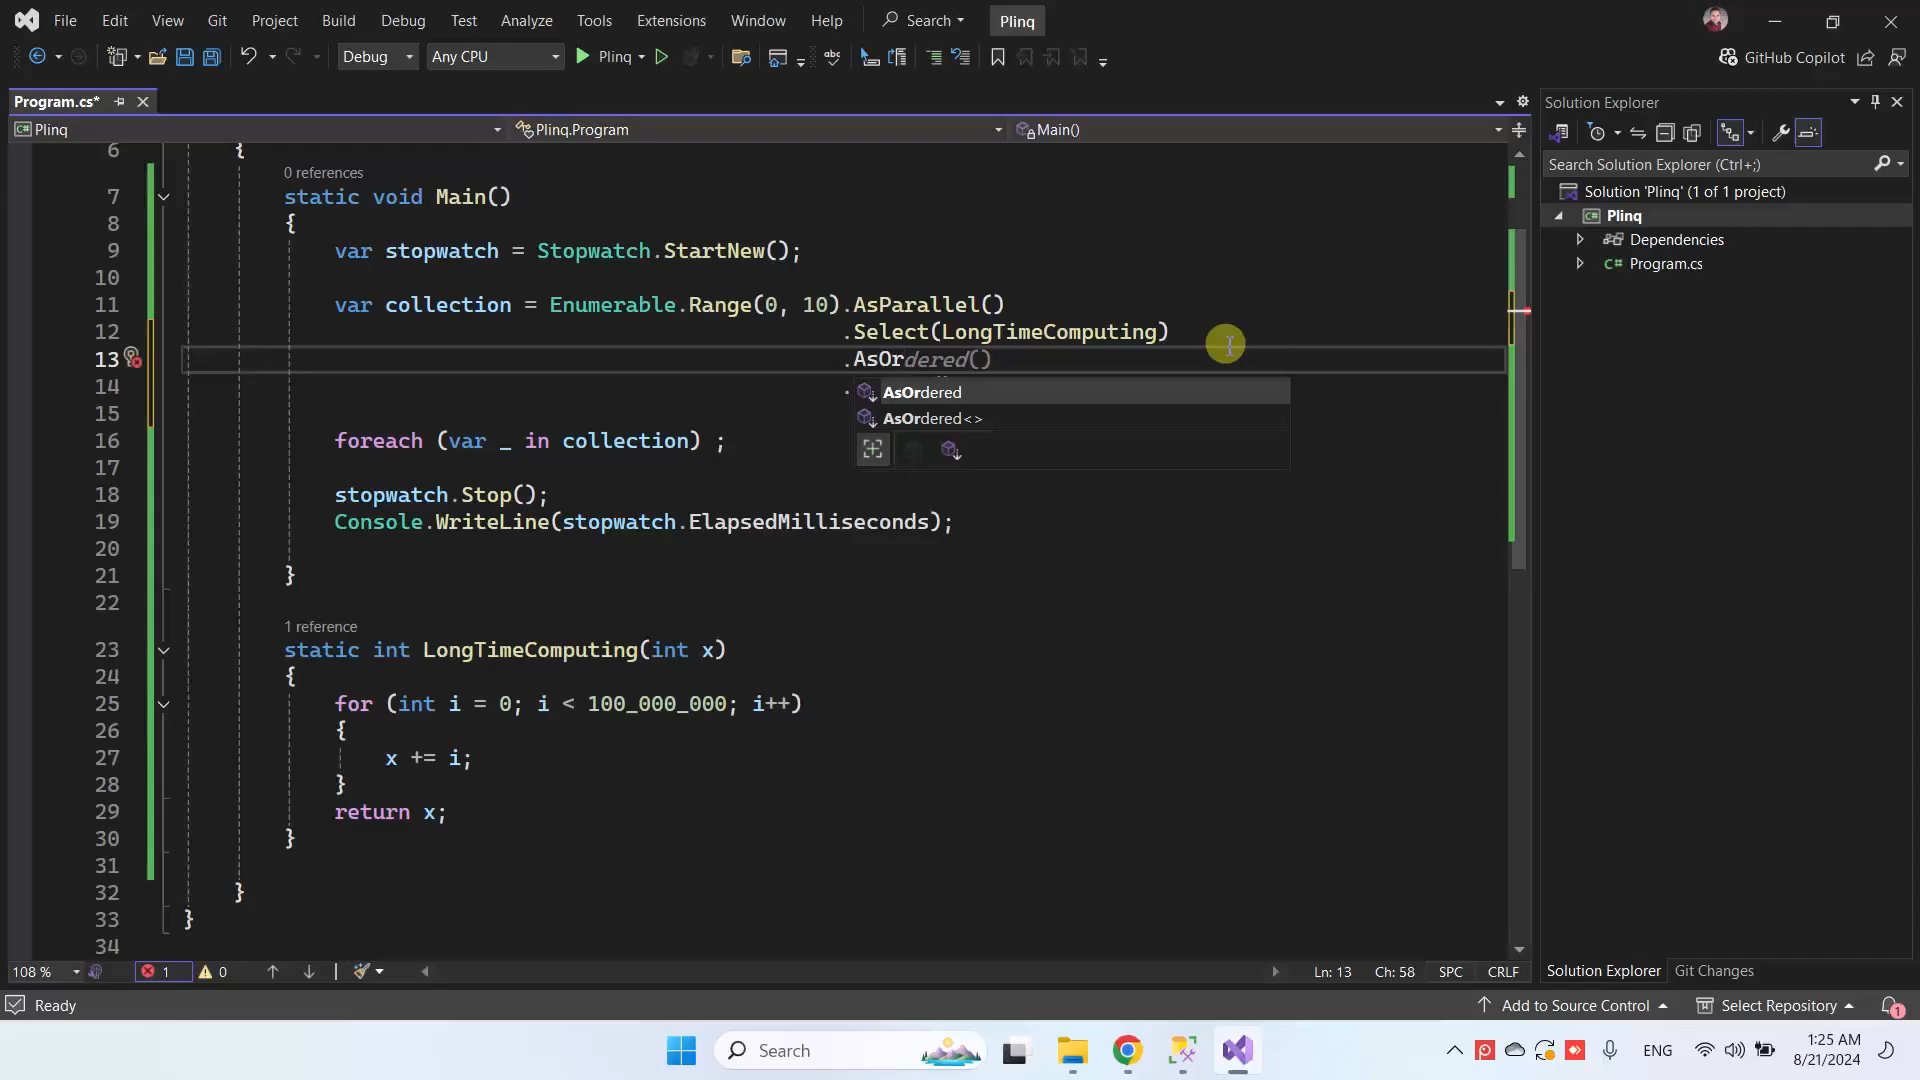 File Edit View Git Project Build Debug Test Analyze Tools Extensions Window Help Search Plinq
Debug Any CPU Plinq GitHub Copilot
Program.cs*
Plinq Plinq.Program Main()
6 {
0 references
7 static void Main()
8 {
9 var stopwatch = Stopwatch.StartNew();
10
11 var collection = Enumerable.Range(0, 10).AsParallel()
12 .Select(LongTimeComputing)
13 .AsOrdered()
14 .
AsOrdered
AsOrdered<>
15
16 foreach (var _ in collection) ;
17
18 stopwatch.Stop();
19 Console.WriteLine(stopwatch.ElapsedMilliseconds);
20
21 }
22
1 reference
23 static int LongTimeComputing(int x)
24 {
25 for (int i = 0; i < 100_000_000; i++)
26 {
27 x += i;
28 }
29 return x;
30 }
31
32 }
33 }
34
108 % 1 0 Ln: 13 Ch: 58 SPC CRLF
Solution Explorer
Search Solution Explorer (Ctrl+;)
Solution 'Plinq' (1 of 1 project)
C# Plinq
Dependencies
C# Program.cs
Solution Explorer Git Changes
Ready Add to Source Control Select Repository 1
Search ENG 1:25 AM
8/21/2024